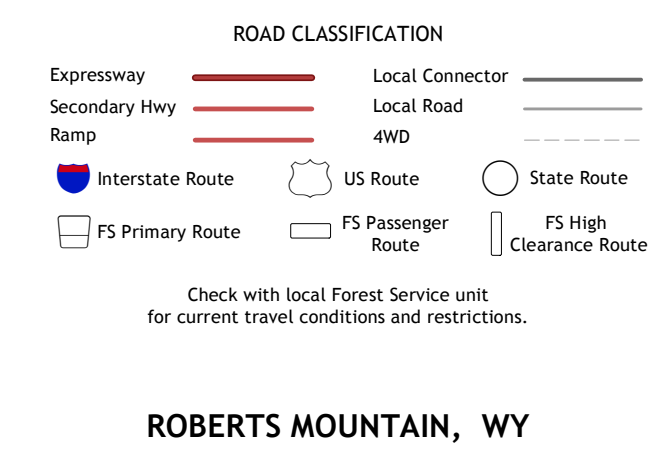 ROAD CLASSIFICATION
Expressway
Local Connector
Secondary Hwy
Local Road
Ramp
4WD
Interstate Route
US Route
State Route
FS Primary Route
FS Passenger
Route
FS High
Clearance Route
Check with local Forest Service unit
for current travel conditions and restrictions.
ROBERTS MOUNTAIN, WY